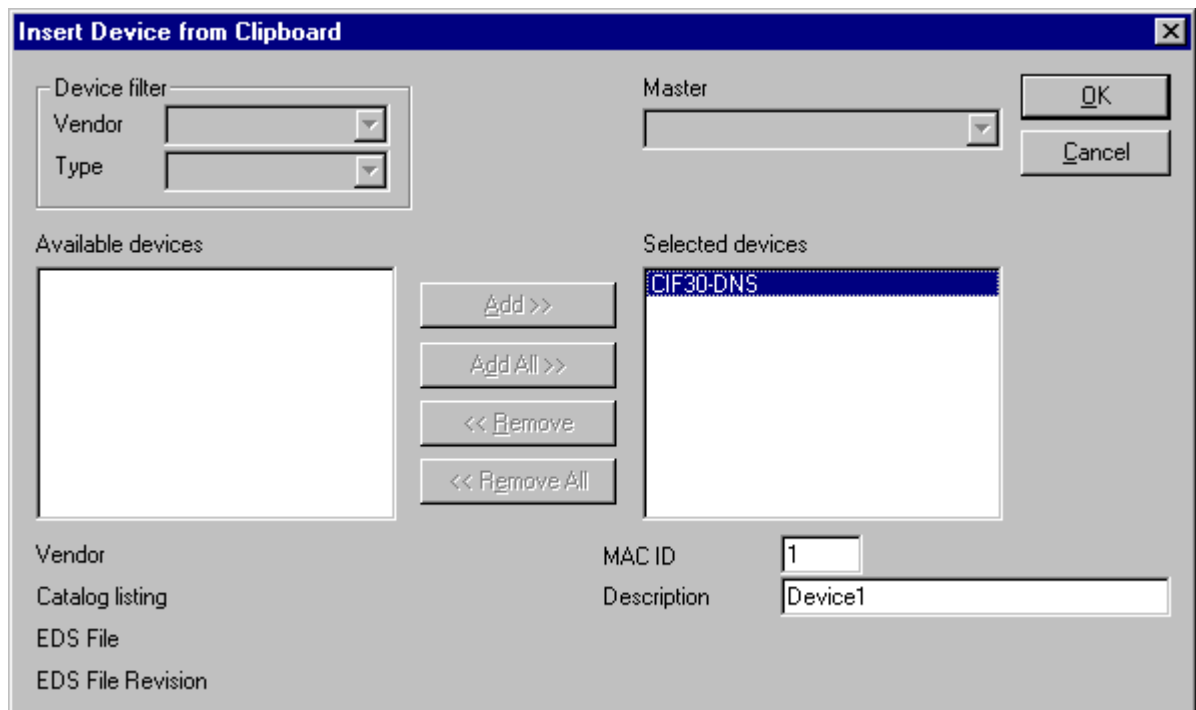 Insert Device from Clipboard
Device filter
Vendor
Type
Master
OK
Cancel
Available devices
Add >>
Add All >>
<< Remove
<< Remove All
Selected devices
CIF30-DNS
Vendor
Catalog listing
EDS File
EDS File Revision
MAC ID 1
Description Device1